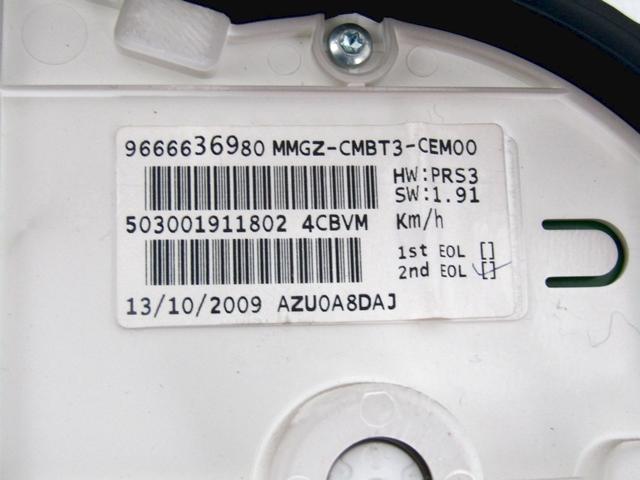 9666636980 MMGZ-CMBT3-CEM00
HW:PRS3
SW:1.91
503001911802 4CBVM Km/h
1st EOL []
2nd EOL []
13/10/2009 AZU0A8DAJ